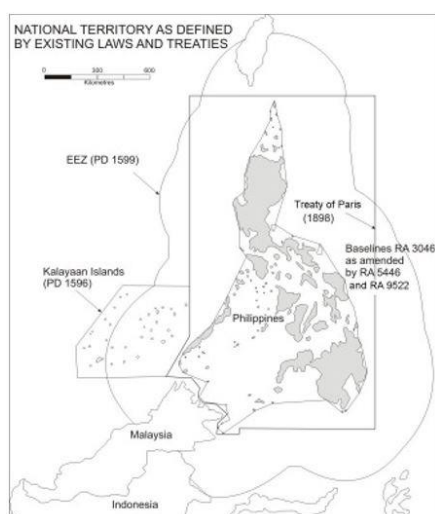 NATIONAL TERRITORY AS DEFINED
BY EXISTING LAWS AND TREATIES
0 300 600
Kilometres
EEZ (PD 1599)
Treaty of Paris
(1898)
Baselines RA 3046
as amended
by RA 5446
and RA 9522
Kalayaan Islands
(PD 1596)
Philippines
Malaysia
Indonesia